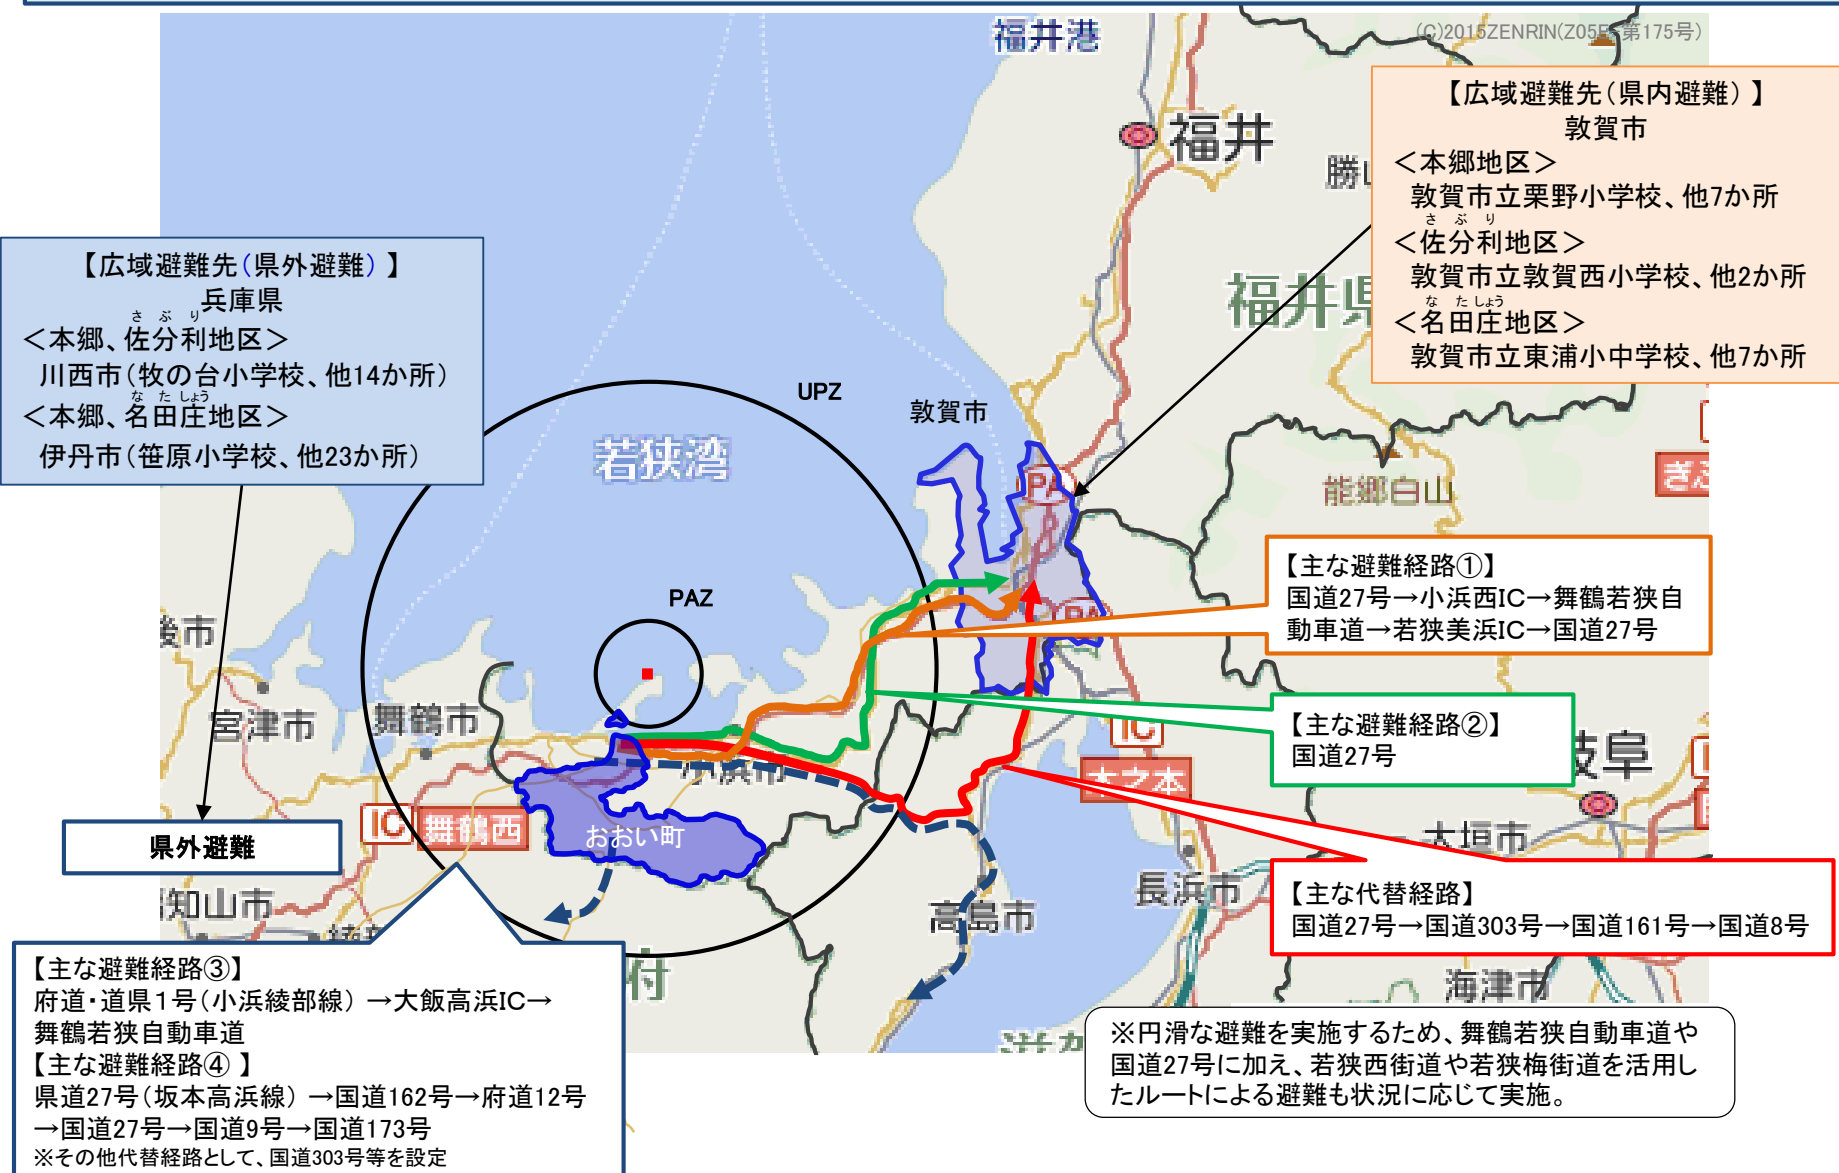 福井港
(C)2015ZENRIN(Z05E-第175号)
福井
勝山
福井県
【広域避難先(県内避難)】
敦賀市
＜本郷地区＞
敦賀市立粟野小学校、他7か所
さぶり
＜佐分利地区＞
敦賀市立敦賀西小学校、他2か所
なたしょう
＜名田庄地区＞
敦賀市立東浦小中学校、他7か所
【広域避難先(県外避難)】
兵庫県
さぶり
＜本郷、佐分利地区＞
川西市(牧の台小学校、他14か所)
なたしょう
＜本郷、名田庄地区＞
伊丹市(笹原小学校、他23か所)
UPZ
敦賀市
若狭湾
PA
能郷白山
ぎふ
PAZ
PA
後市
宮津市
舞鶴市
小浜市
IC
舞鶴西
おおい町
IC
木之本
岐阜
大垣市
長浜市
高島市
知山市
綾部
府
海津市
滋賀
【主な避難経路①】
国道27号→小浜西IC→舞鶴若狭自
動車道→若狭美浜IC→国道27号
【主な避難経路②】
国道27号
【主な代替経路】
国道27号→国道303号→国道161号→国道8号
県外避難
【主な避難経路③】
府道・道県１号(小浜綾部線) →大飯高浜IC→
舞鶴若狭自動車道
【主な避難経路④ 】
県道27号(坂本高浜線) →国道162号→府道12号
→国道27号→国道9号→国道173号
※その他代替経路として、国道303号等を設定
※円滑な避難を実施するため、舞鶴若狭自動車道や
国道27号に加え、若狭西街道や若狭梅街道を活用し
たルートによる避難も状況に応じて実施。